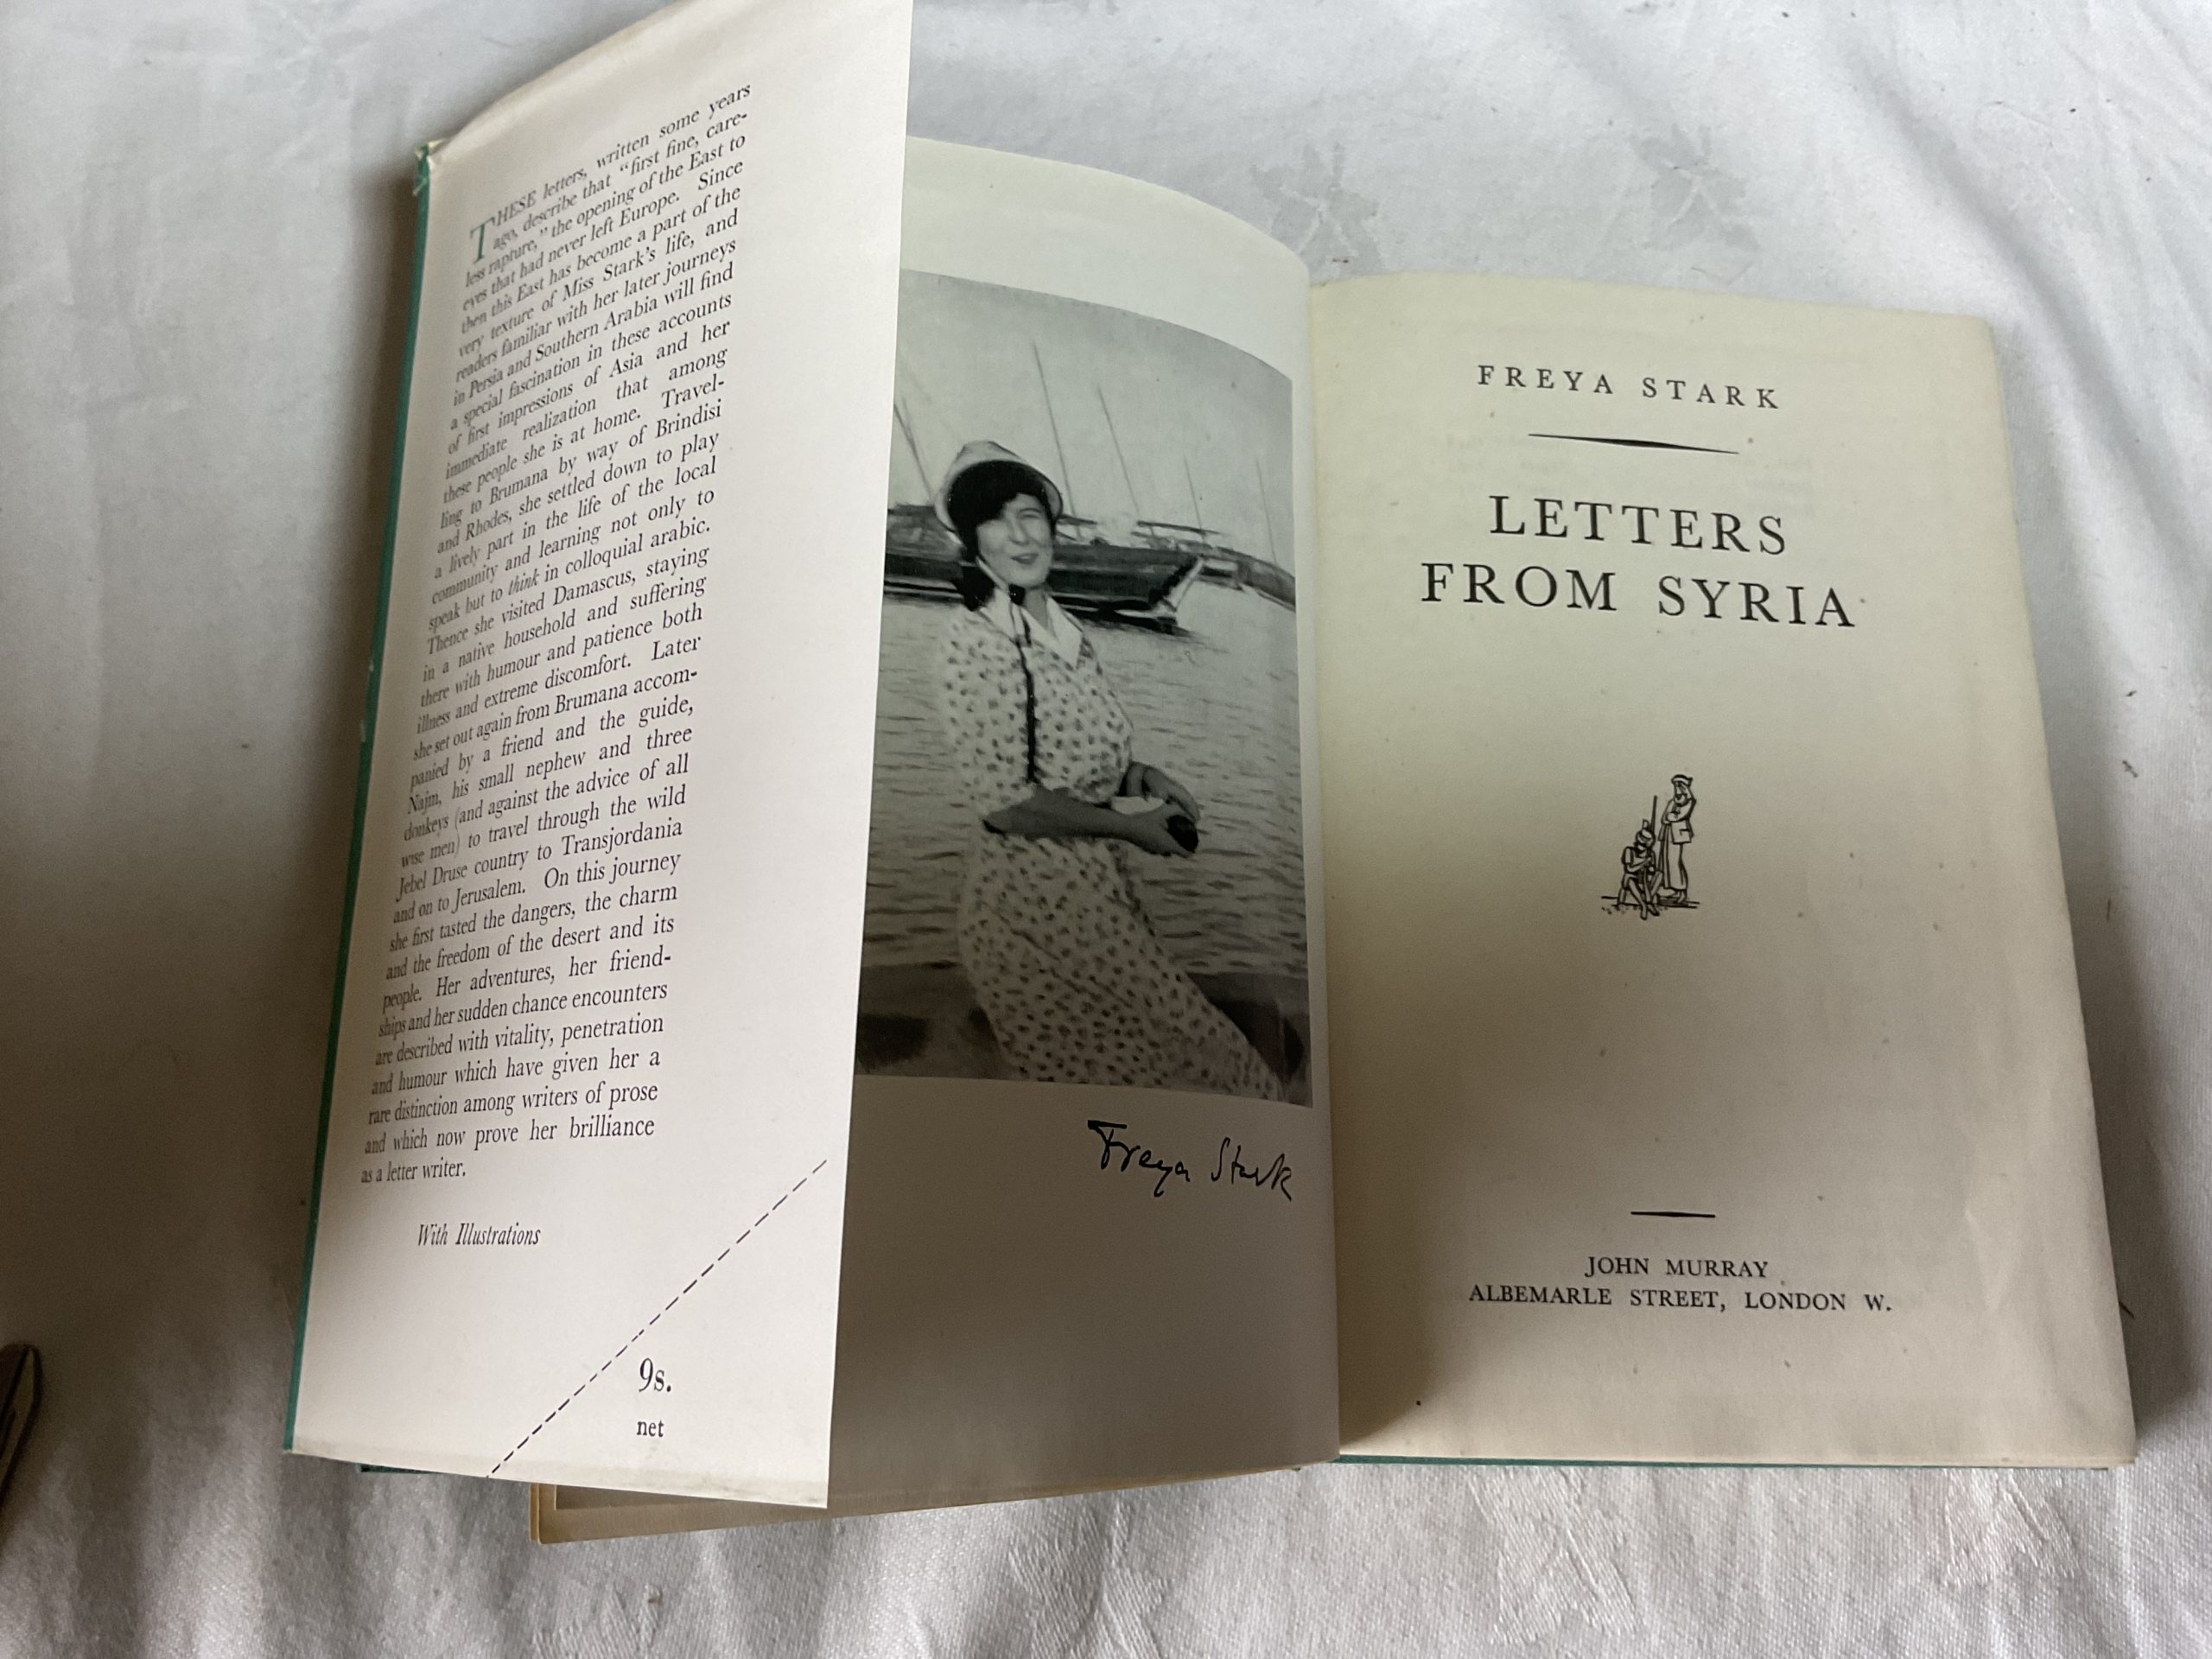 THESE letters, written some years
ago, describe that “first fine, care-
less rapture,” the opening of the East to
eyes that had never left Europe. Since
then this East has become a part of the
very texture of Miss Stark’s life, and
readers familiar with her later journeys
in Persia and Southern Arabia will find
a special fascination in these accounts
of first impressions of Asia and her
immediate realization that among
these people she is at home. Travel-
ling to Brumana by way of Brindisi
and Rhodes, she settled down to play
a lively part in the life of the local
community and learning not only to
speak but to think in colloquial arabic.
Thence she visited Damascus, staying
in a native household and suffering
there with humour and patience both
illness and extreme discomfort. Later
she set out again from Brumana accom-
panied by a friend and the guide,
Najm, his small nephew and three
donkeys (and against the advice of all
wise men) to travel through the wild
Jebel Druse country to Transjordania
and on to Jerusalem. On this journey
she first tasted the dangers, the charm
and the freedom of the desert and its
people. Her adventures, her friend-
ships and her sudden chance encounters
are described with vitality, penetration
and humour which have given her a
rare distinction among writers of prose
and which now prove her brilliance
as a letter writer.
With Illustrations
9s.
net
Freya Stark
FREYA STARK
LETTERS
FROM SYRIA
JOHN MURRAY
ALBEMARLE STREET, LONDON W.